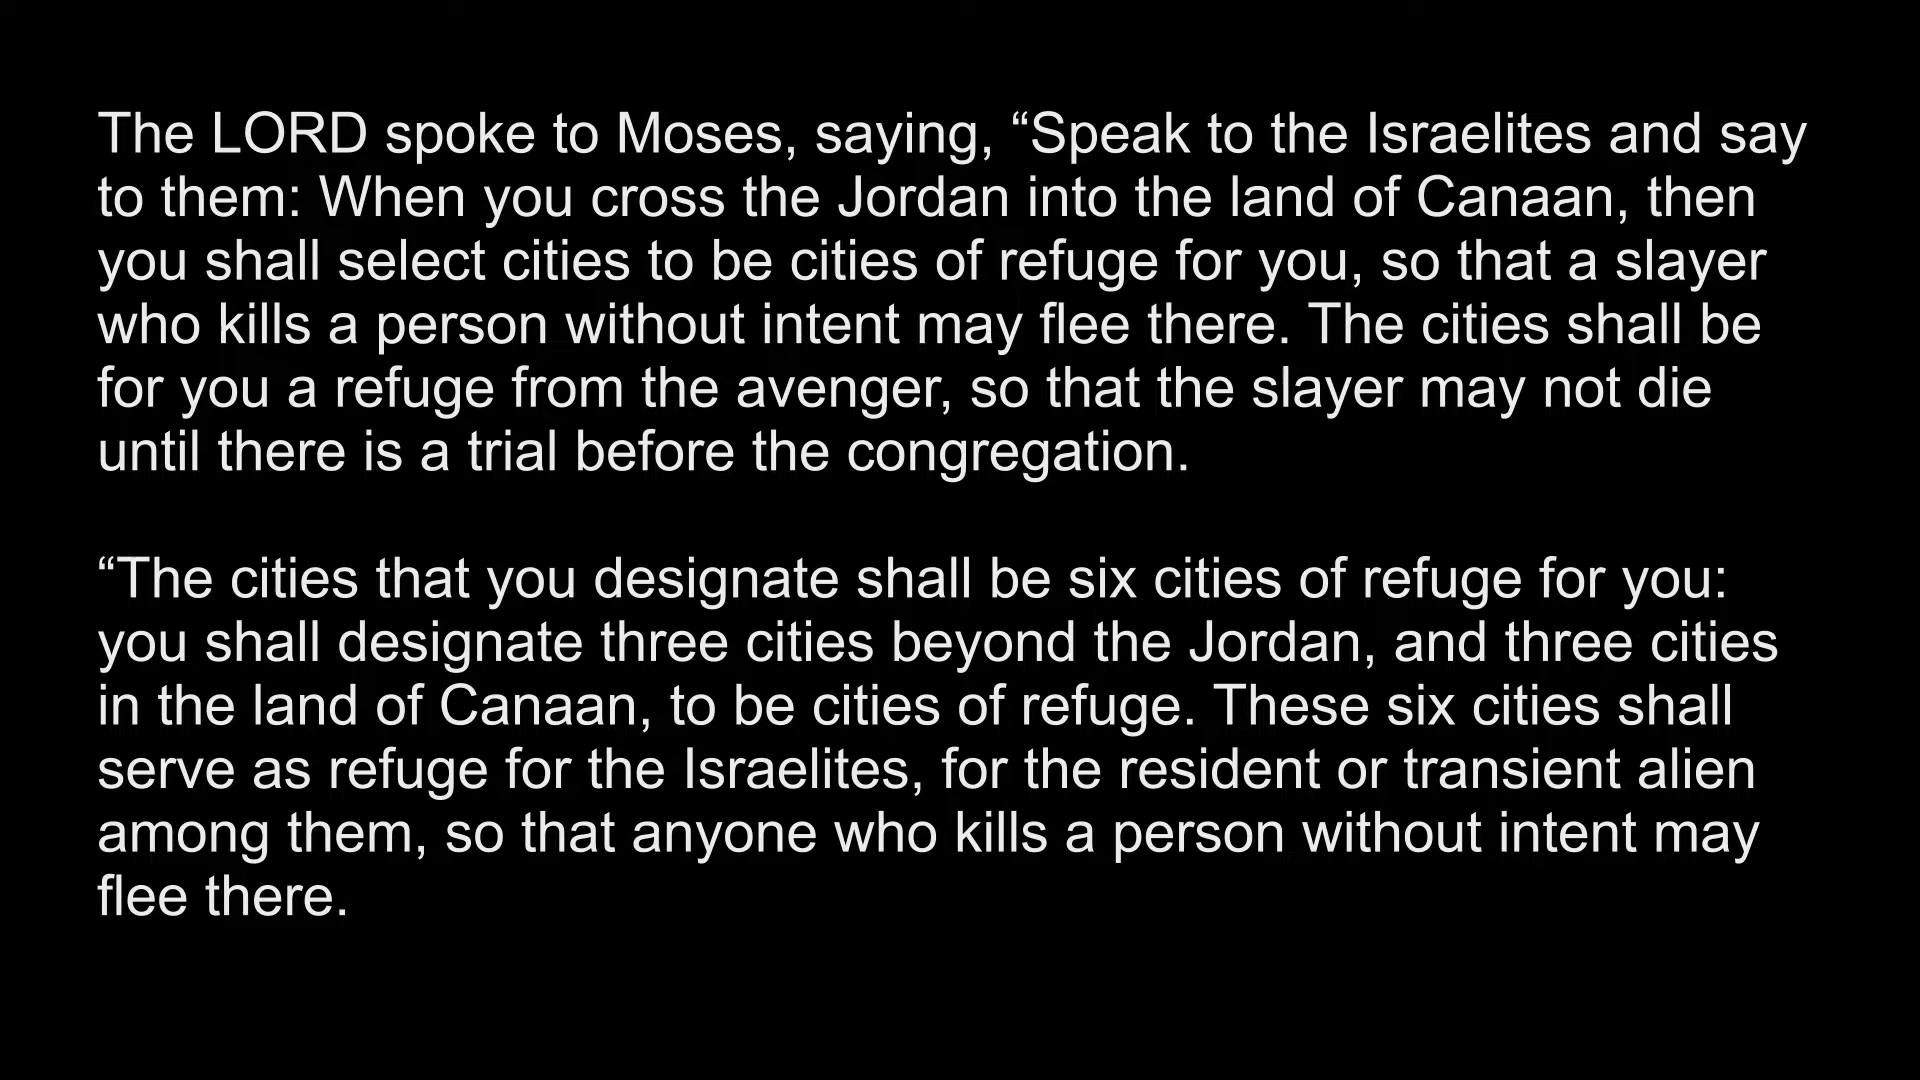 The LORD spoke to Moses, saying, “Speak to the Israelites and say
to them: When you cross the Jordan into the land of Canaan, then
you shall select cities to be cities of refuge for you, so that a slayer
who kills a person without intent may flee there. The cities shall be
for you a refuge from the avenger, so that the slayer may not die
until there is a trial before the congregation.
“The cities that you designate shall be six cities of refuge for you:
you shall designate three cities beyond the Jordan, and three cities
in the land of Canaan, to be cities of refuge. These six cities shall
serve as refuge for the Israelites, for the resident or transient alien
among them, so that anyone who kills a person without intent may
flee there.